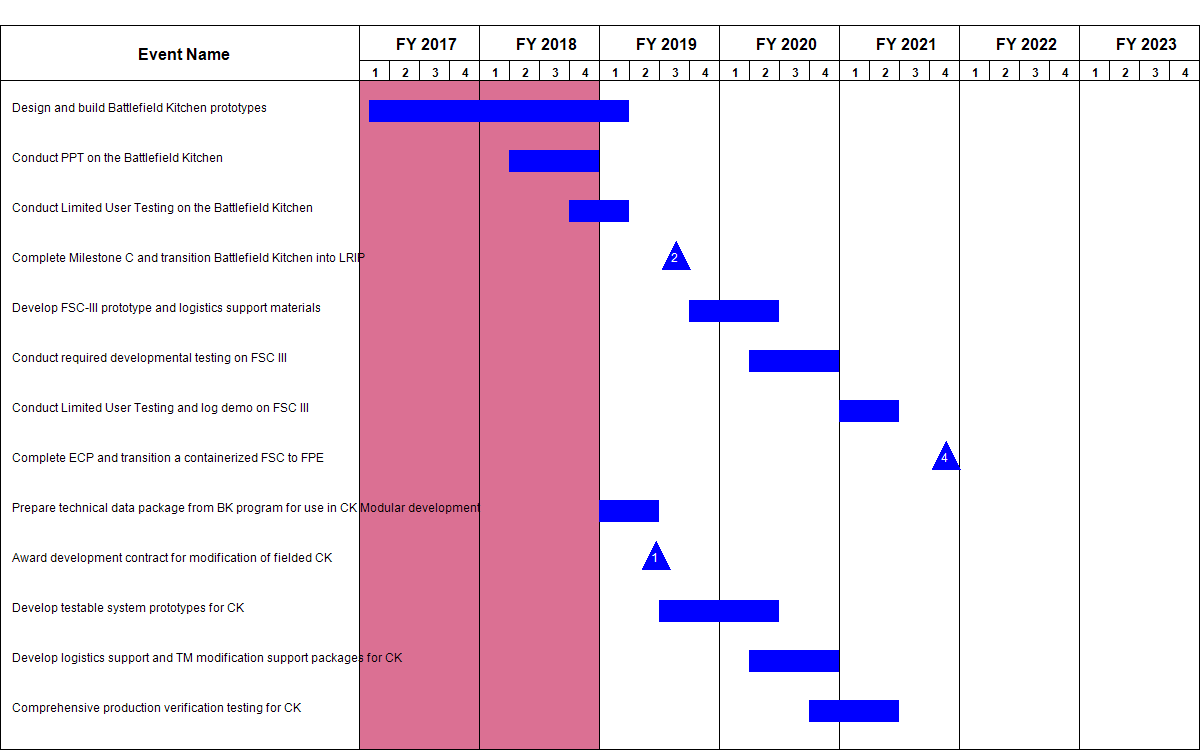 Event Name
FY 2017 FY 2018 FY 2019 FY 2020 FY 2021 FY 2022 FY 2023
1 2 3 4 1 2 3 4 1 2 3 4 1 2 3 4 1 2 3 4 1 2 3 4 1 2 3 4
Design and build Battlefield Kitchen prototypes
Conduct PPT on the Battlefield Kitchen
Conduct Limited User Testing on the Battlefield Kitchen
Complete Milestone C and transition Battlefield Kitchen into LRIP
2
Develop FSC-III prototype and logistics support materials
Conduct required developmental testing on FSC III
Conduct Limited User Testing and log demo on FSC III
Complete ECP and transition a containerized FSC to FPE
4
Prepare technical data package from BK program for use in CK Modular development
Award development contract for modification of fielded CK
1
Develop testable system prototypes for CK
Develop logistics support and TM modification support packages for CK
Comprehensive production verification testing for CK